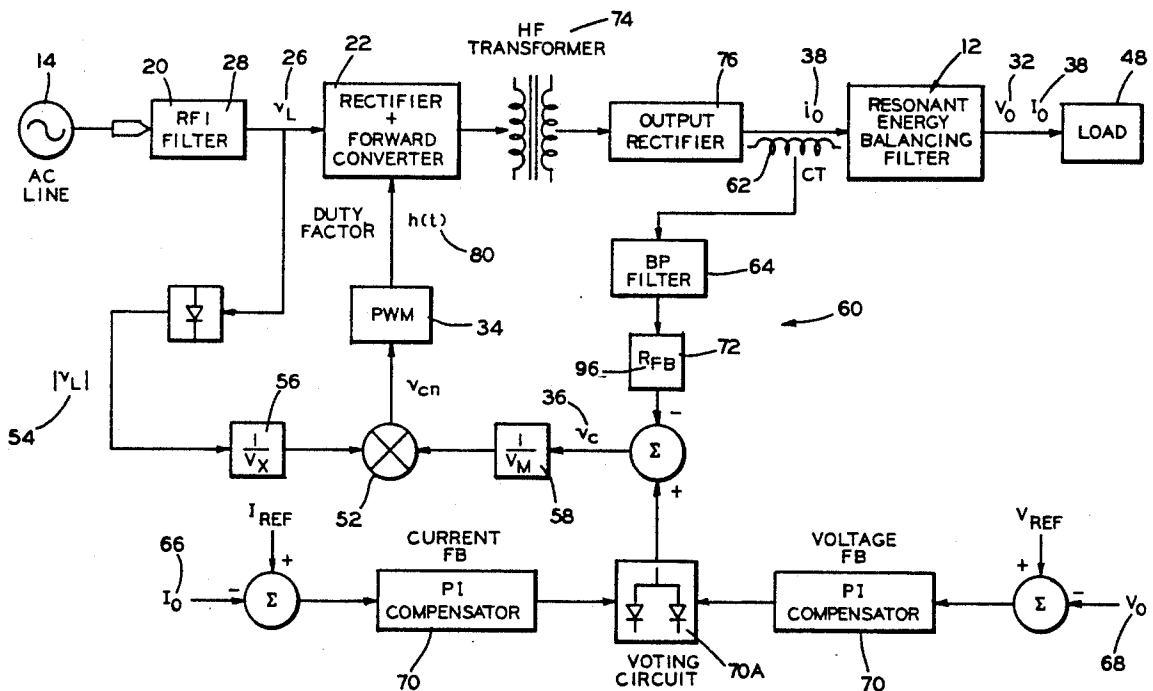 14
AC
LINE
20
28
RFI
FILTER
26
vL
22
RECTIFIER
+
FORWARD
CONVERTER
HF
TRANSFORMER
74
76
OUTPUT
RECTIFIER
38
i0
62
CT
12
RESONANT
ENERGY
BALANCING
FILTER
32
38
V0 I0
48
LOAD
DUTY
FACTOR
h(t)
80
BP
FILTER
64
PWM
34
60
RFB
72
96
|vL|
54
56
1
VX
vcn
52
1
VM
58
36
vc
-
Σ
+
66
I0
IREF
+
-
Σ
CURRENT
FB
PI
COMPENSATOR
70
VOTING
CIRCUIT
70A
VOLTAGE
FB
PI
COMPENSATOR
70
VREF
+
-
Σ
V0
68